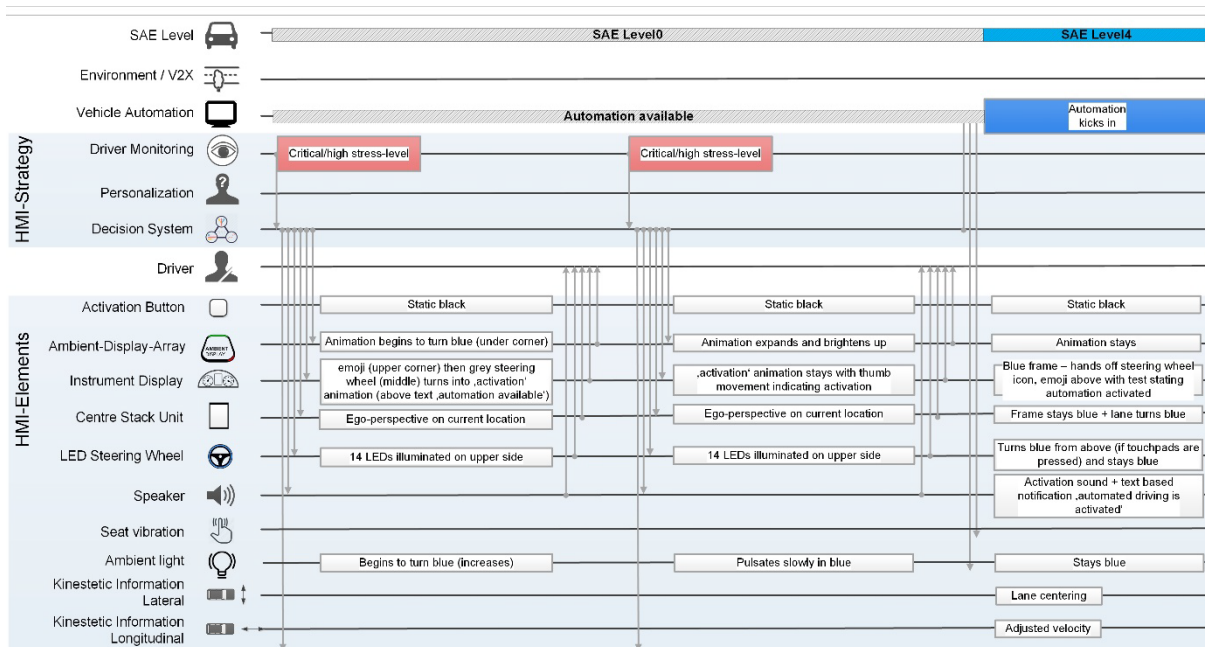 SAE Level
SAE Level0
SAE Level4
Environment / V2X
Vehicle Automation
Automation available
Automation
kicks in
HMI-Strategy
Driver Monitoring
Critical/high stress-level
Critical/high stress-level
Personalization
?
Decision System
Driver
HMI-Elements
Activation Button
Static black
Static black
Static black
Ambient-Display-Array
AMBIENT
DISPLAY
Animation begins to turn blue (under corner)
Animation expands and brightens up
Animation stays
Instrument Display
emoji (upper corner) then grey steering
wheel (middle) turns into ‚activation'
animation (above text ‚automation available')
‚activation' animation stays with thumb
movement indicating activation
Blue frame – hands off steering wheel
icon, emoji above with test stating
automation activated
Centre Stack Unit
Ego-perspective on current location
Ego-perspective on current location
Frame stays blue + lane turns blue
LED Steering Wheel
14 LEDs illuminated on upper side
14 LEDs illuminated on upper side
Turns blue from above (if touchpads are
pressed) and stays blue
Speaker
Activation sound + text based
notification ‚automated driving is
activated'
Seat vibration
Ambient light
Begins to turn blue (increases)
Pulsates slowly in blue
Stays blue
Kinestetic Information
Lateral
Lane centering
Kinestetic Information
Longitudinal
Adjusted velocity